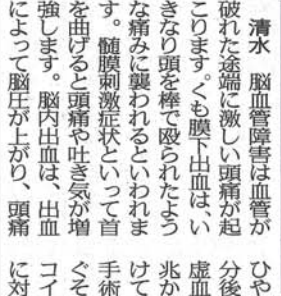 清水　脳血管障害は血管が
破れた途端に激しい頭痛が起
こります。くも膜下出血は、い
きなり頭を棒で殴られたよう
な痛みに襲われるといわれま
す。髄膜刺激症状といって首
を曲げると頭痛や吐き気が増
強します。脳内出血は、出血
によって脳圧が上がり、頭痛
ひや
分後
虚血
兆か
けて
手術
ぐそ
コイ
に対